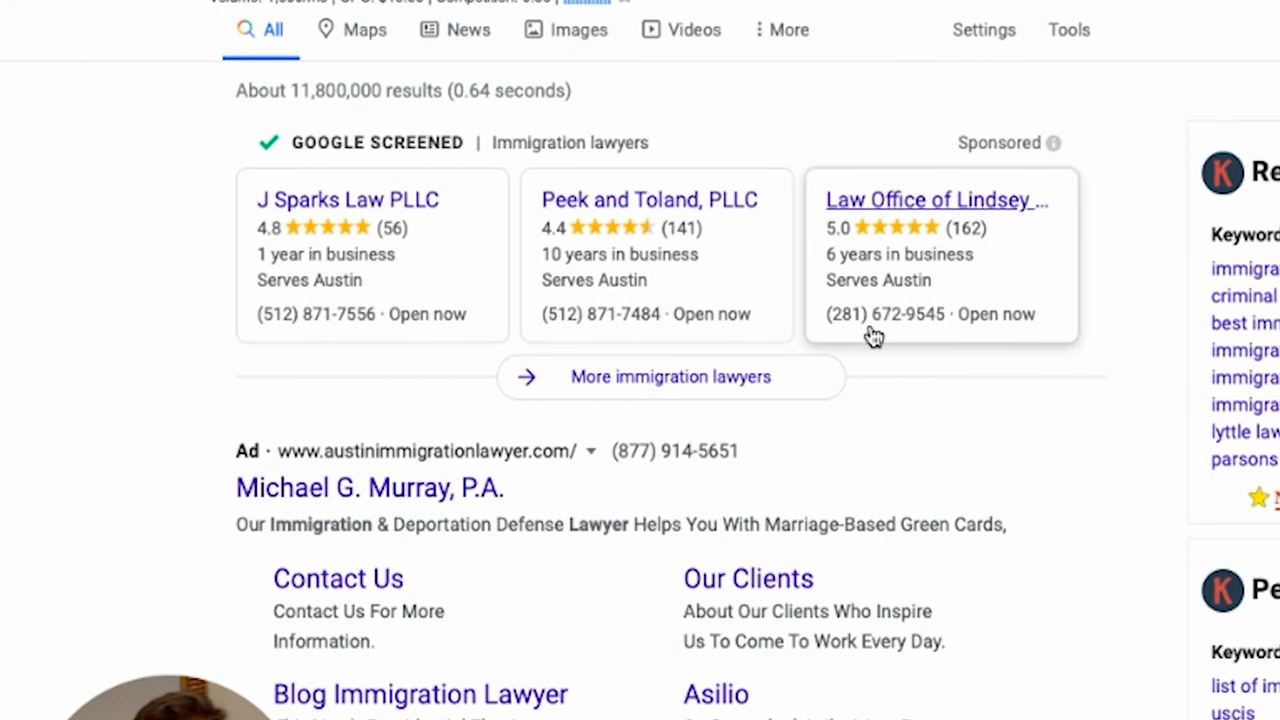 All Maps News Images Videos More Settings Tools
About 11,800,000 results (0.64 seconds)
GOOGLE SCREENED | Immigration lawyers Sponsored
J Sparks Law PLLC
4.8 (56)
1 year in business
Serves Austin
(512) 871-7556 · Open now
Peek and Toland, PLLC
4.4 (141)
10 years in business
Serves Austin
(512) 871-7484 · Open now
Law Office of Lindsey ...
5.0 (162)
6 years in business
Serves Austin
(281) 672-9545 · Open now
More immigration lawyers
Ad · www.austinimmigrationlawyer.com/ (877) 914-5651
Michael G. Murray, P.A.
Our Immigration & Deportation Defense Lawyer Helps You With Marriage-Based Green Cards,
Contact Us
Contact Us For More
Information.
Our Clients
About Our Clients Who Inspire
Us To Come To Work Every Day.
Blog Immigration Lawyer
Asilio
K Re
Keyword
immigra
criminal
best imm
immigra
immigra
immigra
lyttle law
parsons
K Pe
Keyword
list of im
uscis